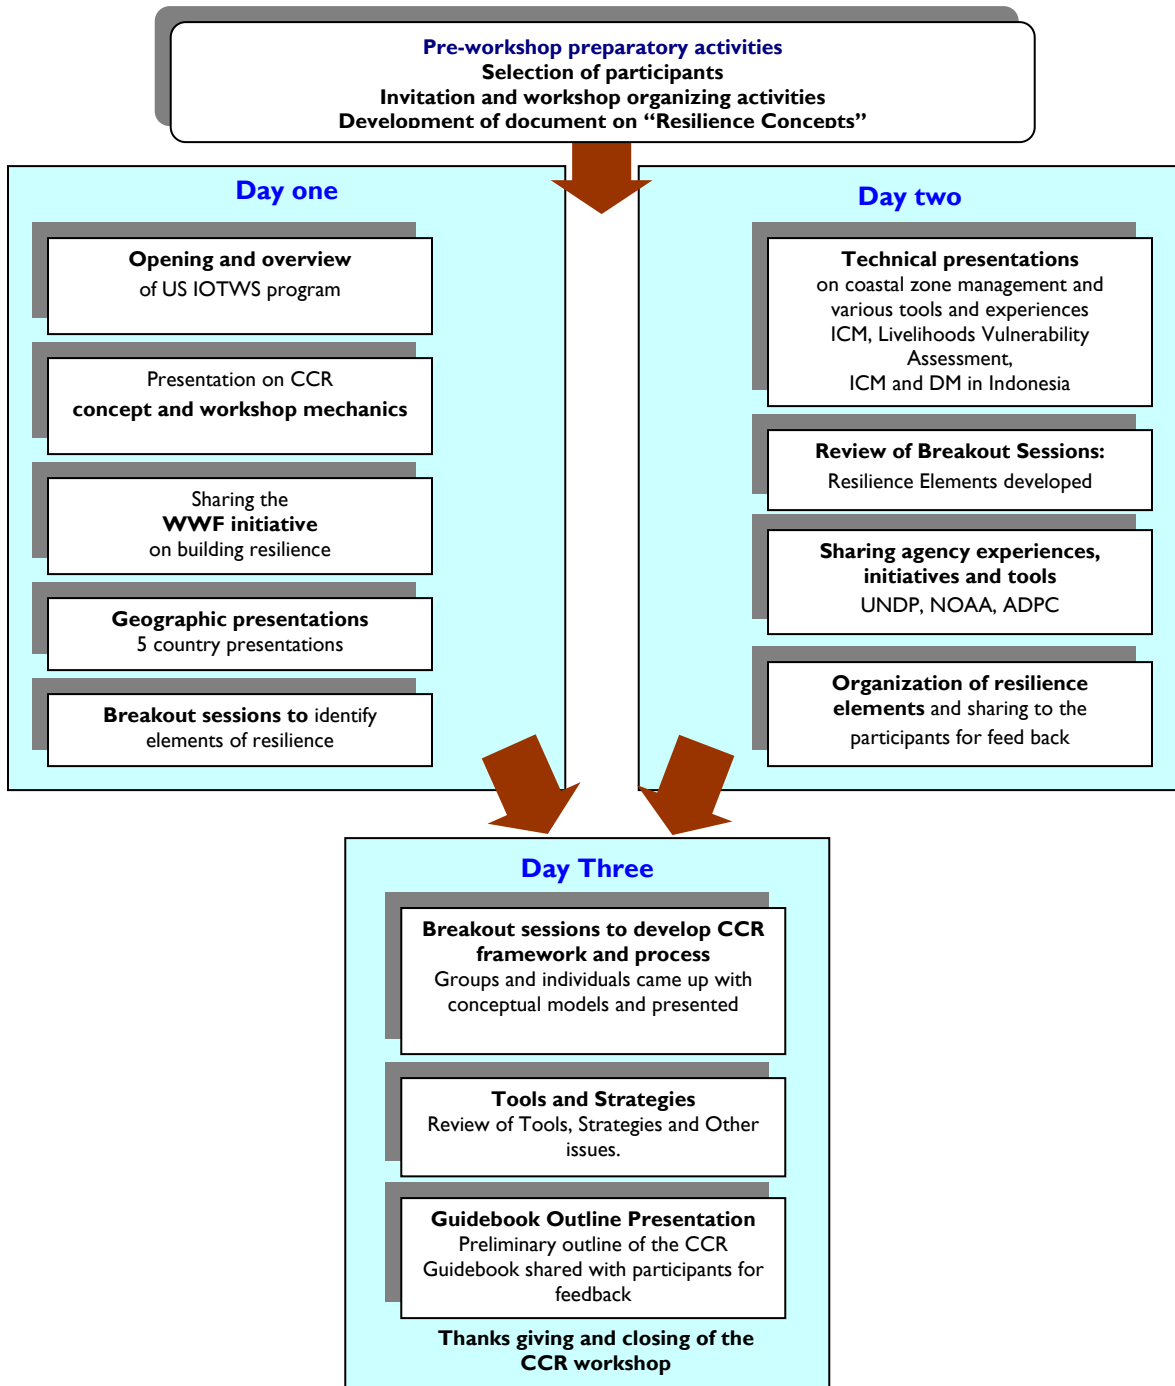 Pre-workshop preparatory activities
Selection of participants
Invitation and workshop organizing activities
Development of document on “Resilience Concepts”
Day one
Opening and overview
of US IOTWS program
Presentation on CCR
concept and workshop mechanics
Sharing the
WWF initiative
on building resilience
Geographic presentations
5 country presentations
Breakout sessions to identify
elements of resilience
Day two
Technical presentations
on coastal zone management and
various tools and experiences
ICM, Livelihoods Vulnerability
Assessment,
ICM and DM in Indonesia
Review of Breakout Sessions:
Resilience Elements developed
Sharing agency experiences,
initiatives and tools
UNDP, NOAA, ADPC
Organization of resilience
elements and sharing to the
participants for feed back
Day Three
Breakout sessions to develop CCR
framework and process
Groups and individuals came up with
conceptual models and presented
Tools and Strategies
Review of Tools, Strategies and Other
issues.
Guidebook Outline Presentation
Preliminary outline of the CCR
Guidebook shared with participants for
feedback
Thanks giving and closing of the
CCR workshop